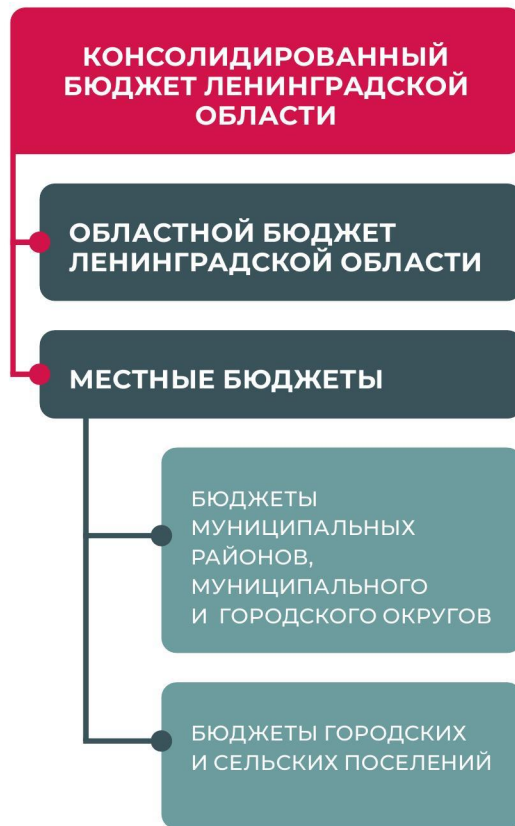 КОНСОЛИДИРОВАННЫЙ
БЮДЖЕТ ЛЕНИНГРАДСКОЙ
ОБЛАСТИ
ОБЛАСТНОЙ БЮДЖЕТ
ЛЕНИНГРАДСКОЙ ОБЛАСТИ
МЕСТНЫЕ БЮДЖЕТЫ
БЮДЖЕТЫ
МУНИЦИПАЛЬНЫХ
РАЙОНОВ,
МУНИЦИПАЛЬНОГО
И ГОРОДСКОГО ОКРУГОВ
БЮДЖЕТЫ ГОРОДСКИХ
И СЕЛЬСКИХ ПОСЕЛЕНИЙ